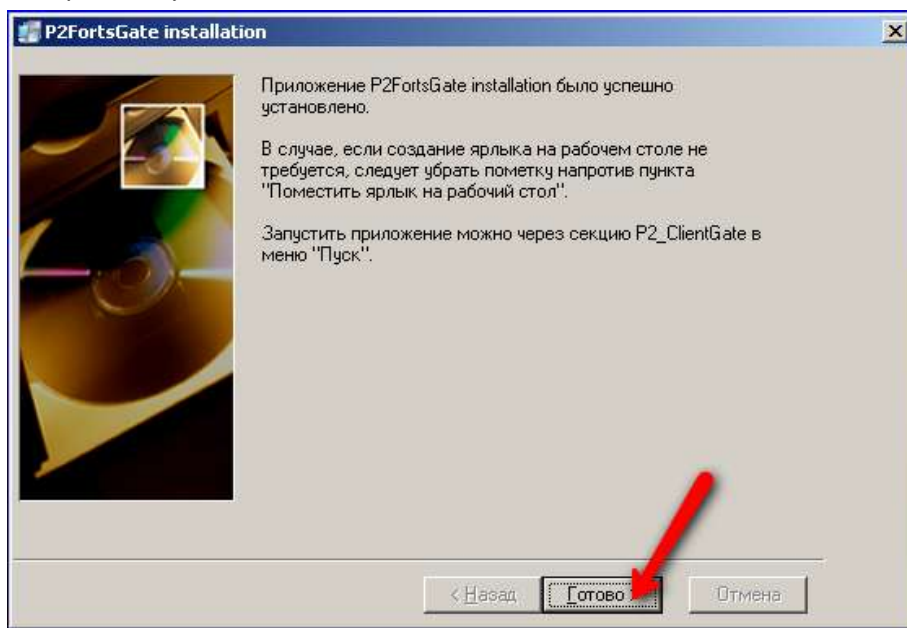 P2FortsGate installation
Приложение P2FortsGate installation было успешно
установлено.
В случае, если создание ярлыка на рабочем столе не
требуется, следует убрать пометку напротив пункта
"Поместить ярлык на рабочий стол".
Запустить приложение можно через секцию P2_ClientGate в
меню "Пуск".
< Назад Готово Отмена